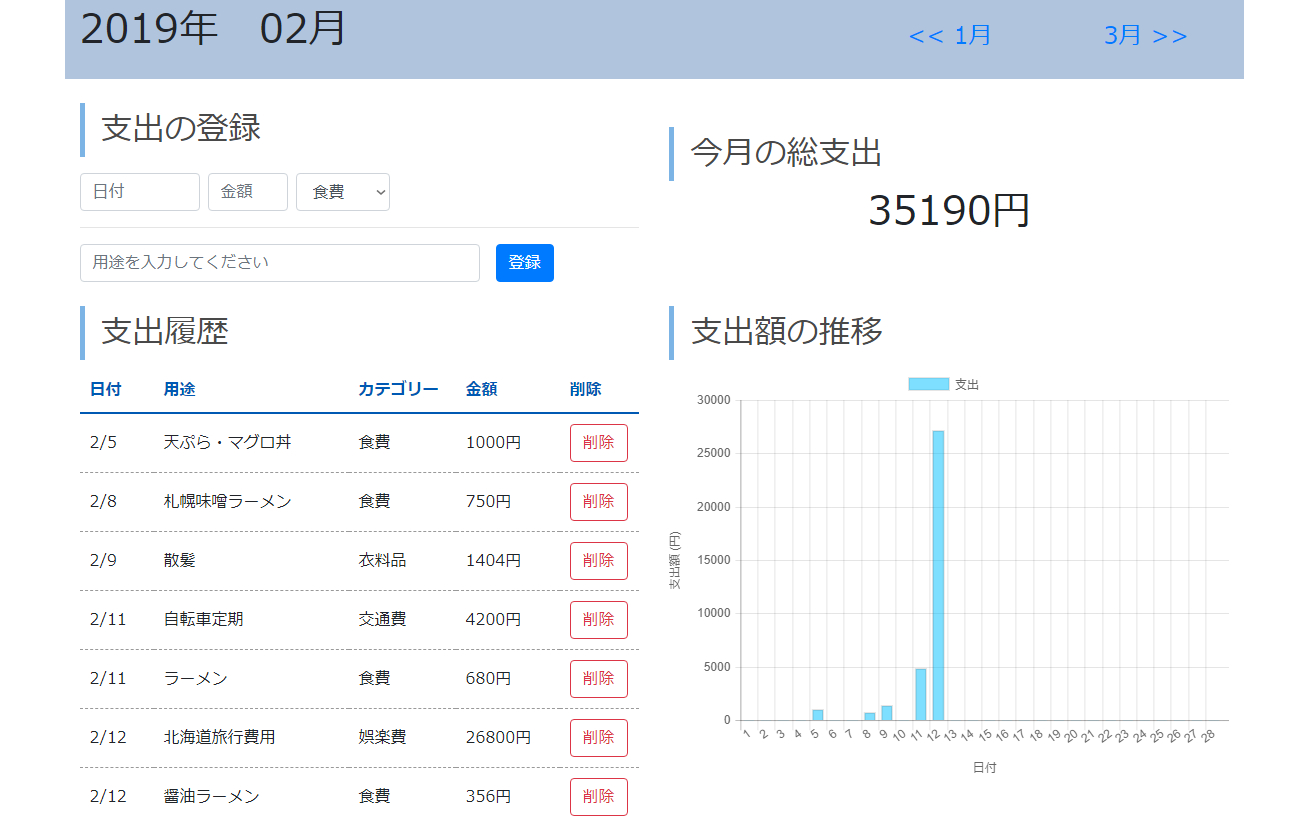 2019年　02月
<< 1月
3月 >>
支出の登録
日付
金額
食費
用途を入力してください
登録
今月の総支出
35190円
支出履歴
日付 用途 カテゴリー 金額 削除
2/5 天ぷら・マグロ丼 食費 1000円 削除
2/8 札幌味噌ラーメン 食費 750円 削除
2/9 散髪 衣料品 1404円 削除
2/11 自転車定期 交通費 4200円 削除
2/11 ラーメン 食費 680円 削除
2/12 北海道旅行費用 娯楽費 26800円 削除
2/12 醤油ラーメン 食費 356円 削除
支出額の推移
支出
30000
25000
20000
15000
10000
5000
0
支出額 (円)
1 2 3 4 5 6 7 8 9 10 11 12 13 14 15 16 17 18 19 20 21 22 23 24 25 26 27 28
日付